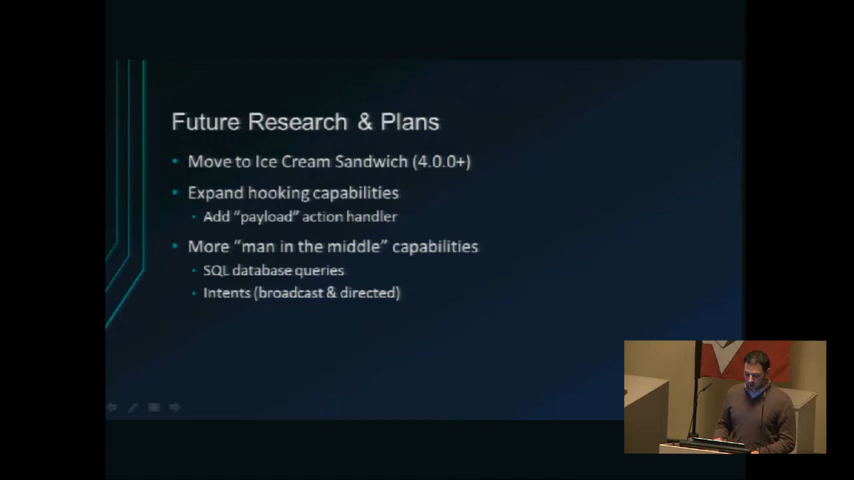 Future Research & Plans
Move to Ice Cream Sandwich (4.0.0+)
Expand hooking capabilities
Add "payload" action handler
More "man in the middle" capabilities
SQL database queries
Intents (broadcast & directed)